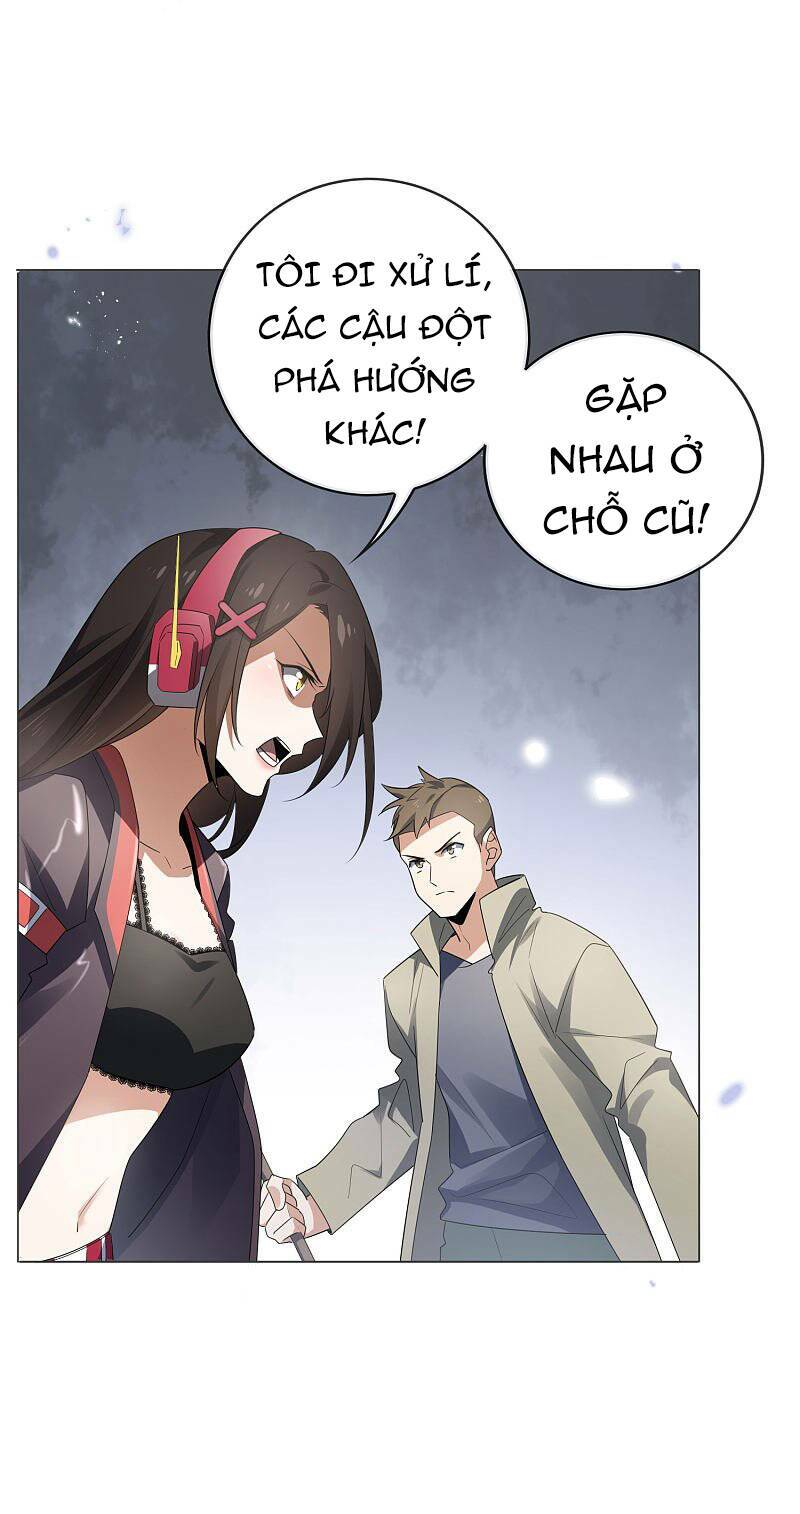 TÔI ĐI XỬ LÍ,
CÁC CẬU ĐỘT
PHÁ HƯỚNG
KHÁC!
GẶP
NHAU Ở
CHỖ CŨ!